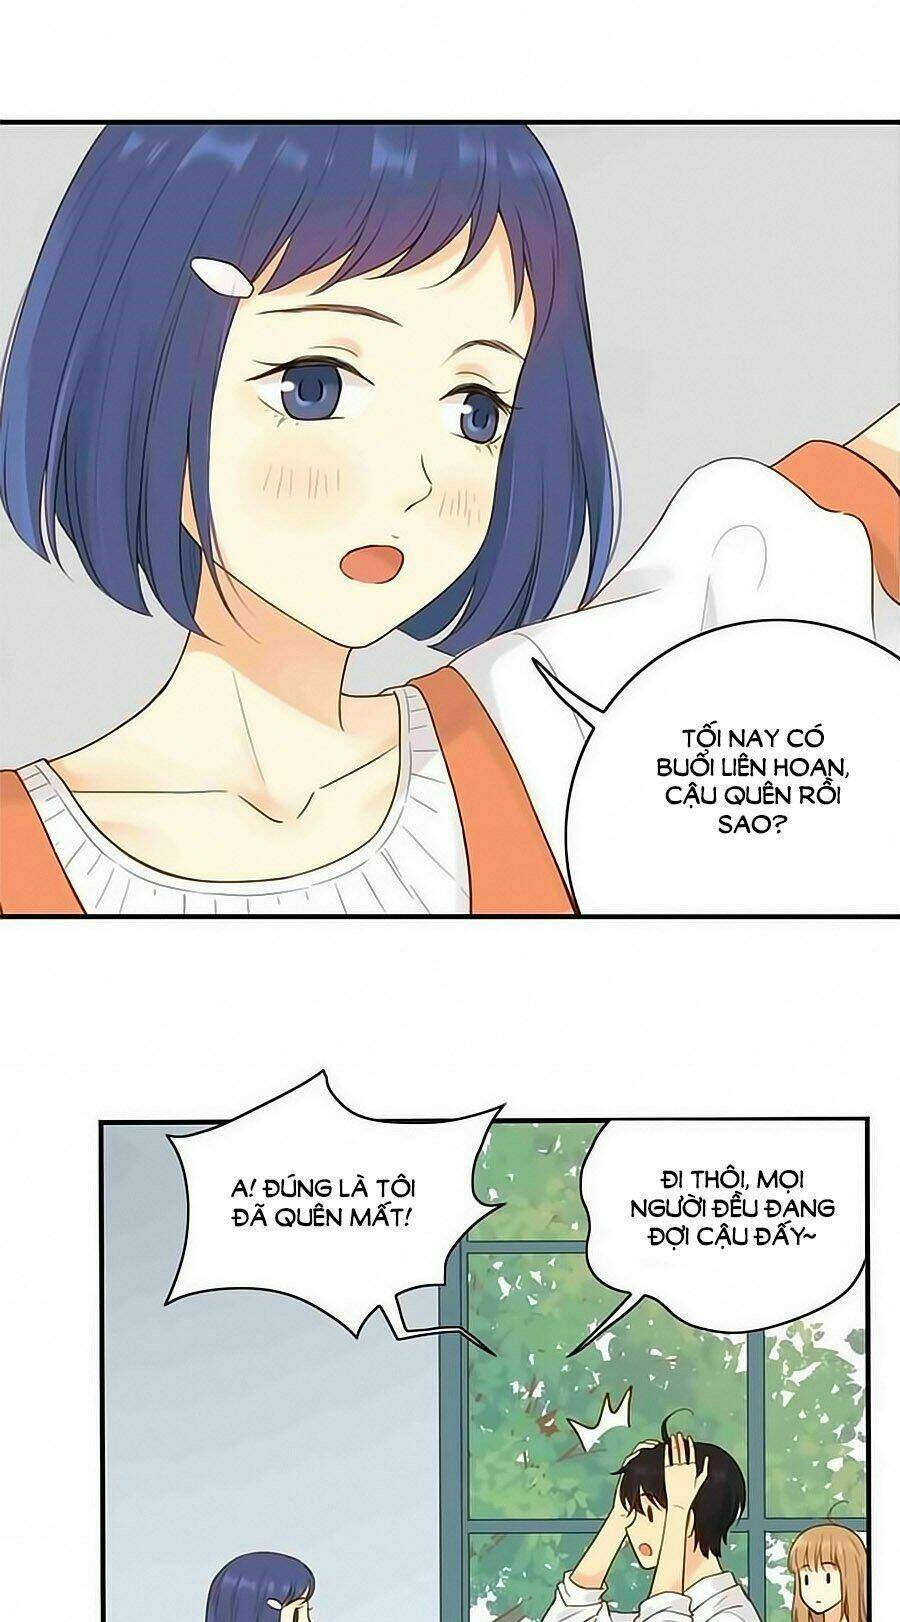 TỐI NAY CÓ
BUỔI LIÊN HOAN,
CẬU QUÊN RỒI
SAO?
A! ĐÚNG LÀ TÔI
ĐÃ QUÊN MẤT!
ĐI THÔI, MỌI
NGƯỜI ĐỀU ĐANG
ĐỢI CẬU ĐẤY~